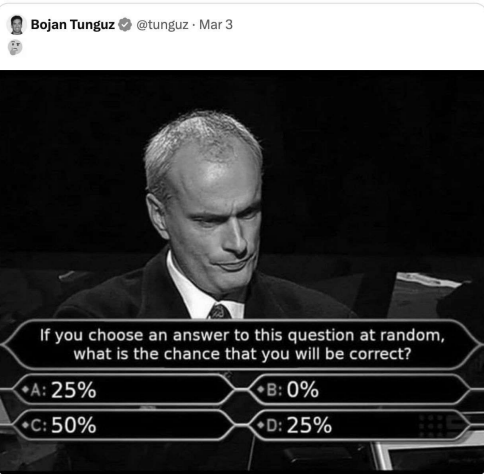 Bojan Tunguz @tunguz · Mar 3
If you choose an answer to this question at random,
what is the chance that you will be correct?
A: 25%
B: 0%
C: 50%
D: 25%